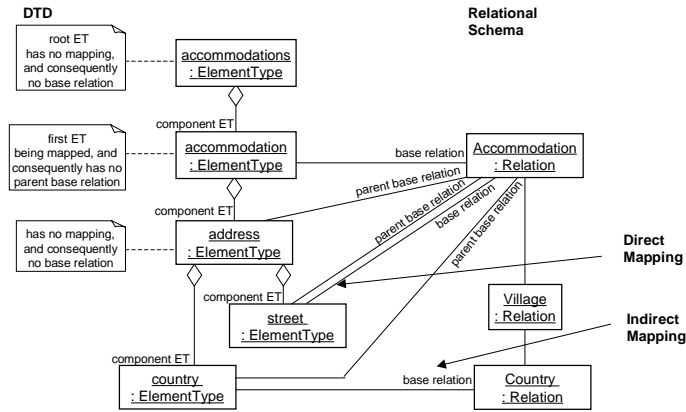 DTD
Relational
Schema
root ET
has no mapping,
and consequently
no base relation
accommodations
: ElementType
component ET
first ET
being mapped, and
consequently has no
parent base relation
accommodation
: ElementType
base relation
Accommodation
: Relation
parent base relation
component ET
has no mapping,
and consequently
no base relation
address
: ElementType
parent base relation
base relation
parent base relation
Direct
Mapping
component ET
street
: ElementType
Village
: Relation
Indirect
Mapping
component ET
country
: ElementType
base relation
Country
: Relation